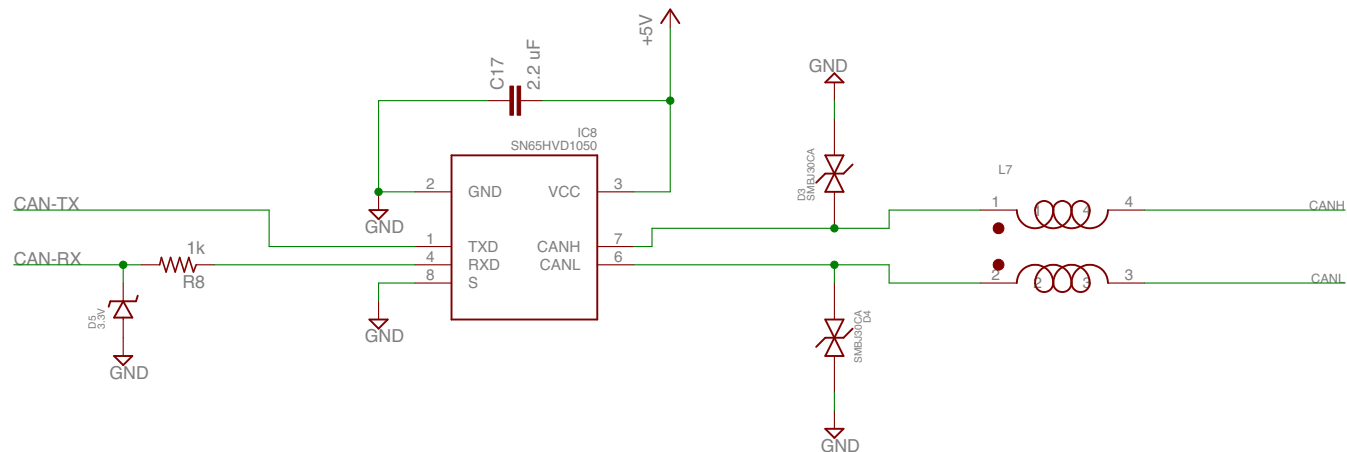 +5V
C17
2.2 uF
GND
IC8
SN65HVD1050
D3
SMBJ30CA
L7
2
GND
VCC
3
CAN-TX
GND
1
1
4
4
CANH
1k
1
TXD
CANH
7
CAN-RX
4
RXD
CANL
6
R8
8
S
2
2
3
3
CANL
D5
3.3V
GND
SMBJ30CA
D4
GND
GND